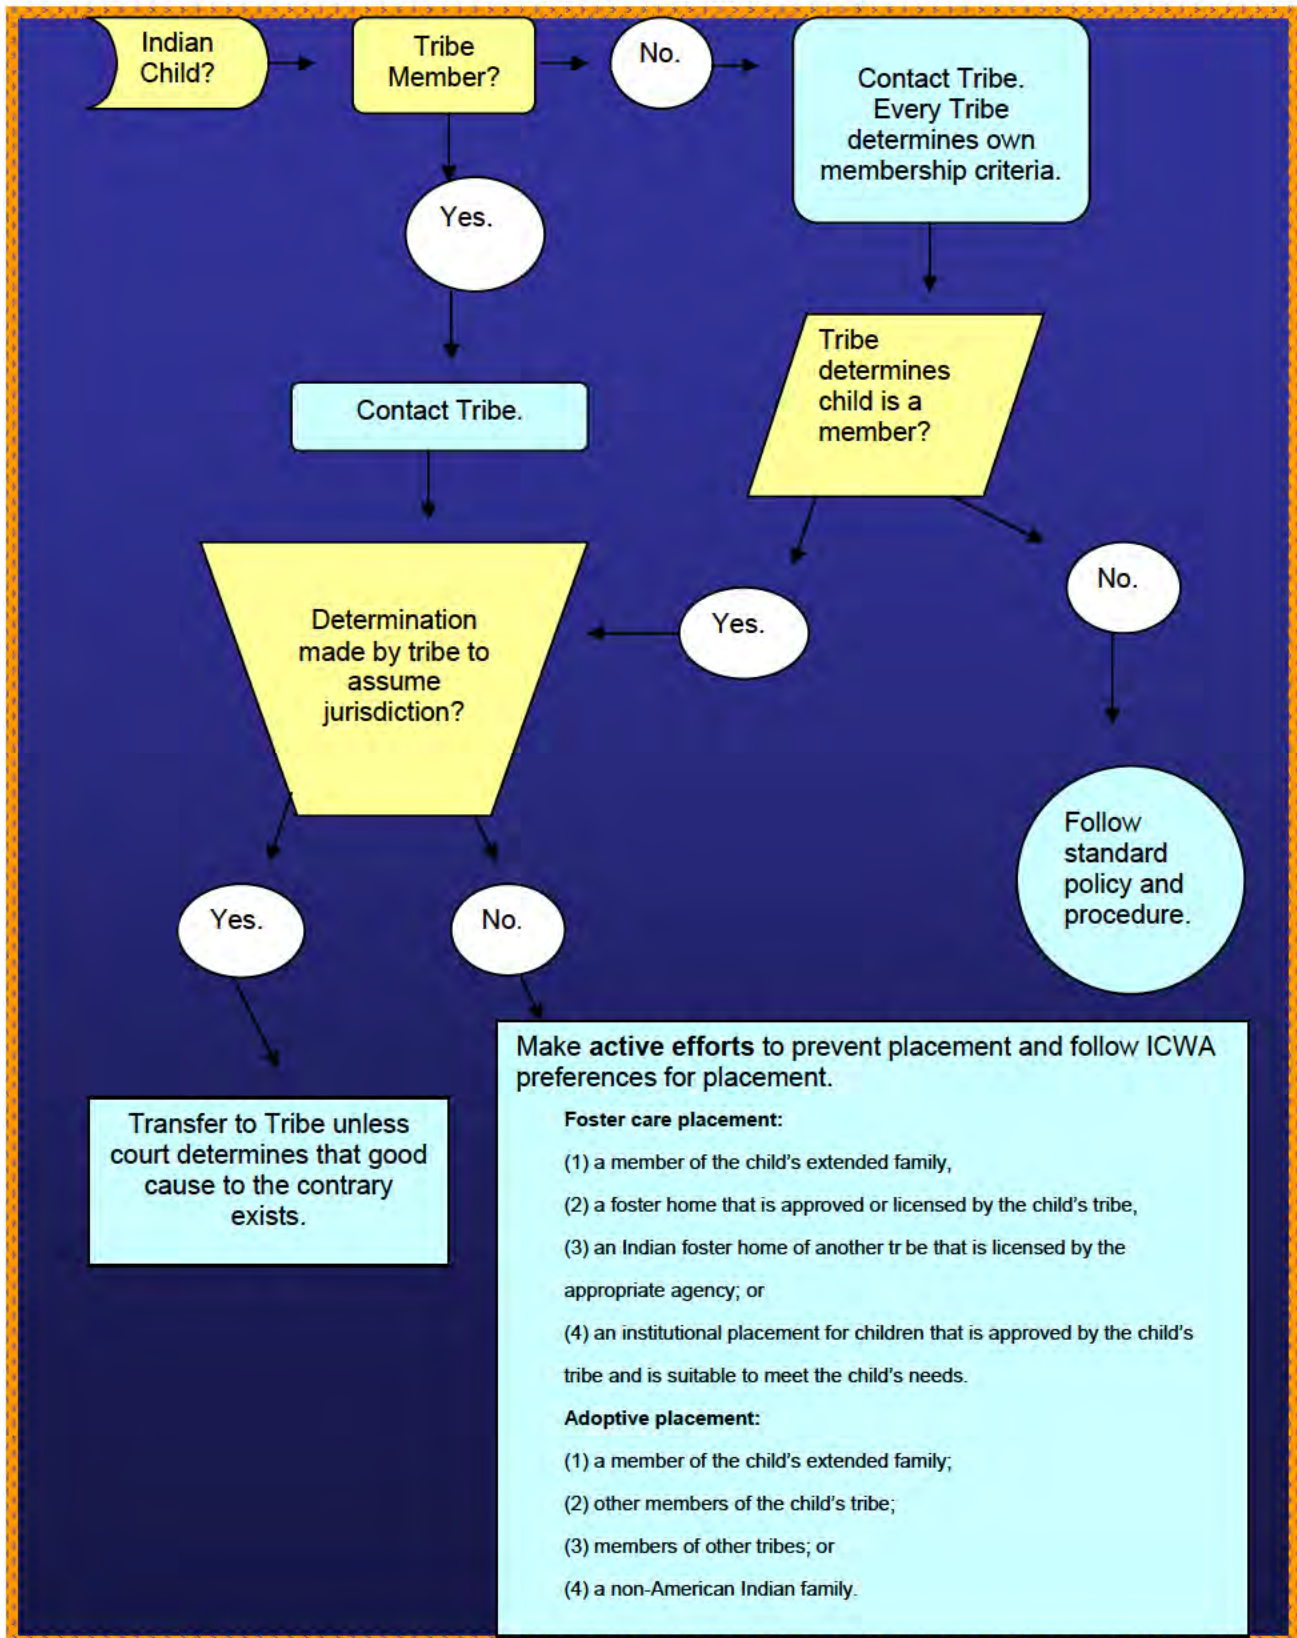 Indian
Child?
Tribe
Member?
No.
Contact Tribe.
Every Tribe
determines own
membership criteria.
Yes.
Contact Tribe.
Tribe
determines
child is a
member?
Determination
made by tribe to
assume
jurisdiction?
Yes.
No.
Follow
standard
policy and
procedure.
Yes.
No.
Transfer to Tribe unless
court determines that good
cause to the contrary
exists.
Make active efforts to prevent placement and follow ICWA
preferences for placement.
Foster care placement:
(1) a member of the child's extended family,
(2) a foster home that is approved or licensed by the child's tribe,
(3) an Indian foster home of another tr be that is licensed by the
appropriate agency; or
(4) an institutional placement for children that is approved by the child's
tribe and is suitable to meet the child's needs.
Adoptive placement:
(1) a member of the child's extended family;
(2) other members of the child's tribe;
(3) members of other tribes; or
(4) a non-American Indian family.